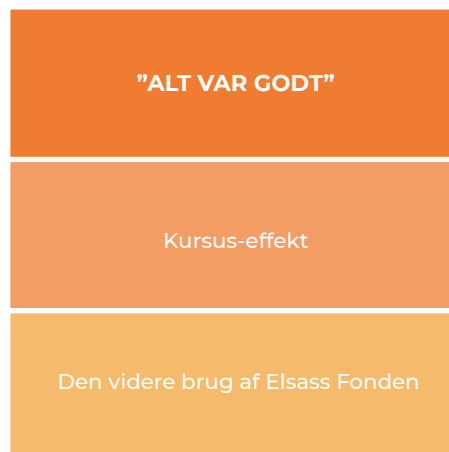 ”ALT VAR GODT”
Kursus-effekt
Den videre brug af Elsass Fonden